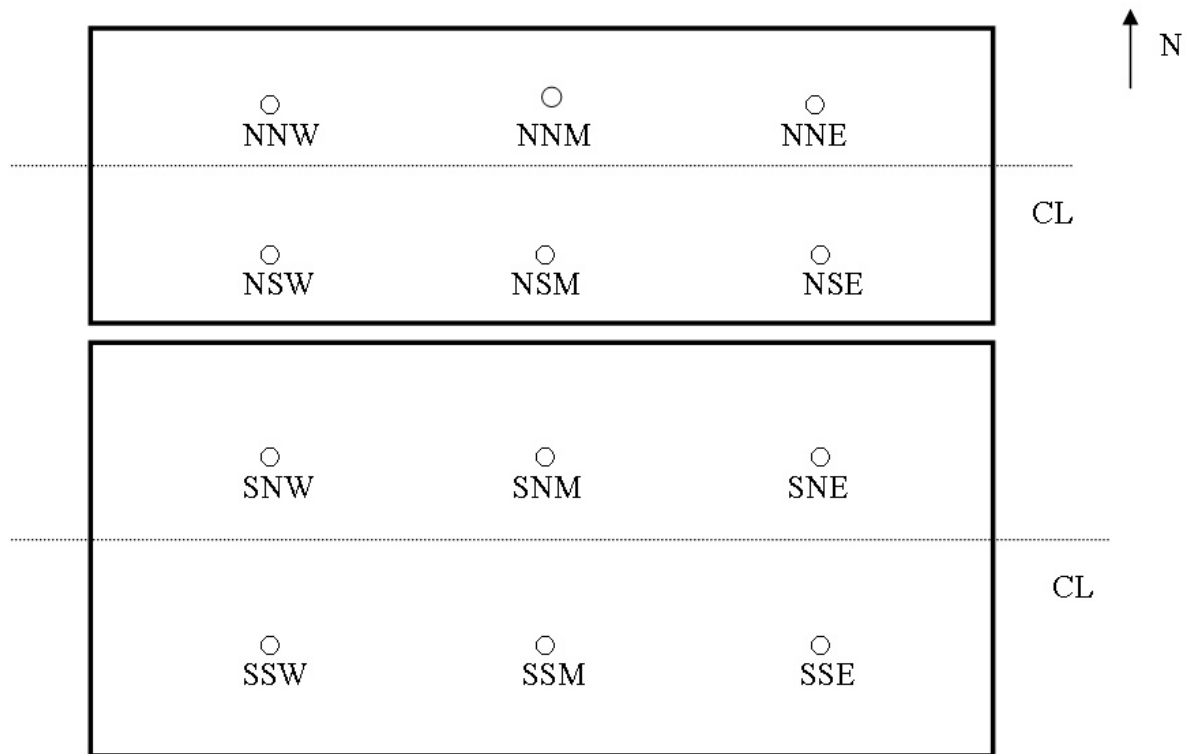 N
NNW NNM NNE
CL
NSW NSM NSE
SNW SNM SNE
CL
SSW SSM SSE